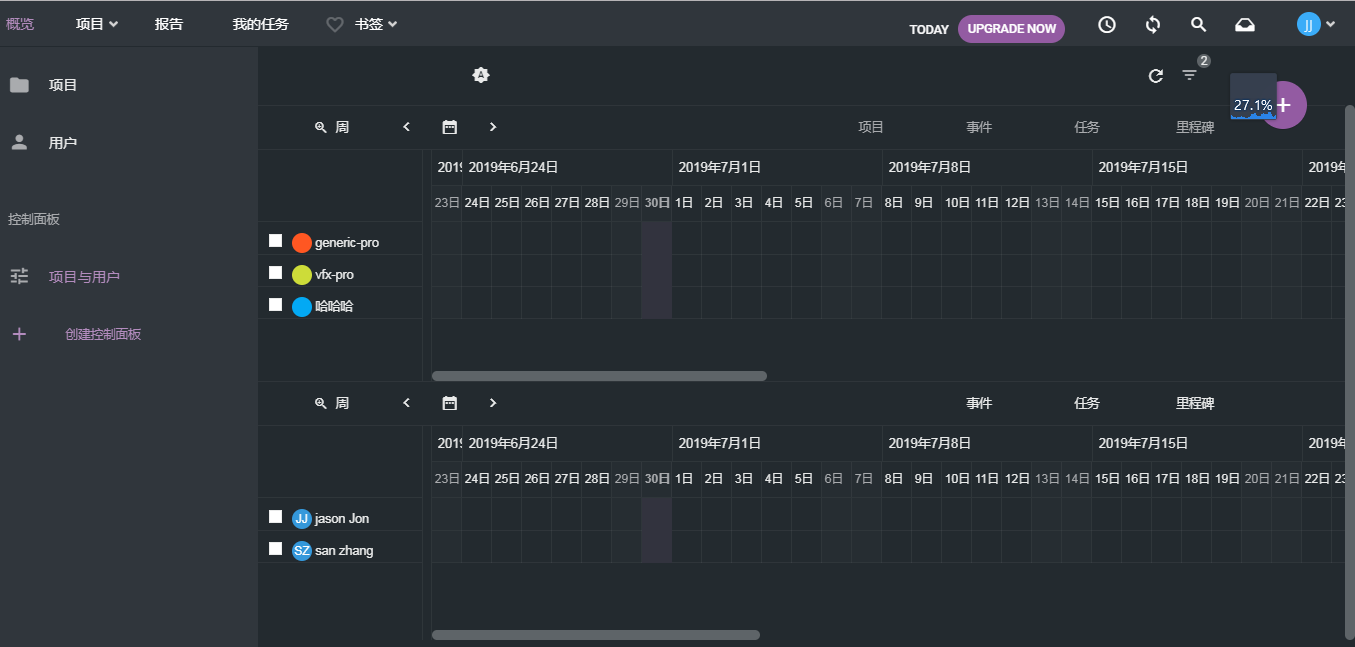 概览 项目 报告 我的任务 书签 TODAY UPGRADE NOW JJ
项目
用户
控制面板
项目与用户
创建控制面板
A 2
27.1% +
周 项目 事件 任务 里程碑
2019年6月24日 2019年7月1日 2019年7月8日 2019年7月15日
23日 24日 25日 26日 27日 28日 29日 30日 1日 2日 3日 4日 5日 6日 7日 8日 9日 10日 11日 12日 13日 14日 15日 16日 17日 18日 19日 20日 21日 22日
generic-pro
vfx-pro
哈哈哈
周 事件 任务 里程碑
2019年6月24日 2019年7月1日 2019年7月8日 2019年7月15日
23日 24日 25日 26日 27日 28日 29日 30日 1日 2日 3日 4日 5日 6日 7日 8日 9日 10日 11日 12日 13日 14日 15日 16日 17日 18日 19日 20日 21日 22日
JJ jason Jon
SZ san zhang